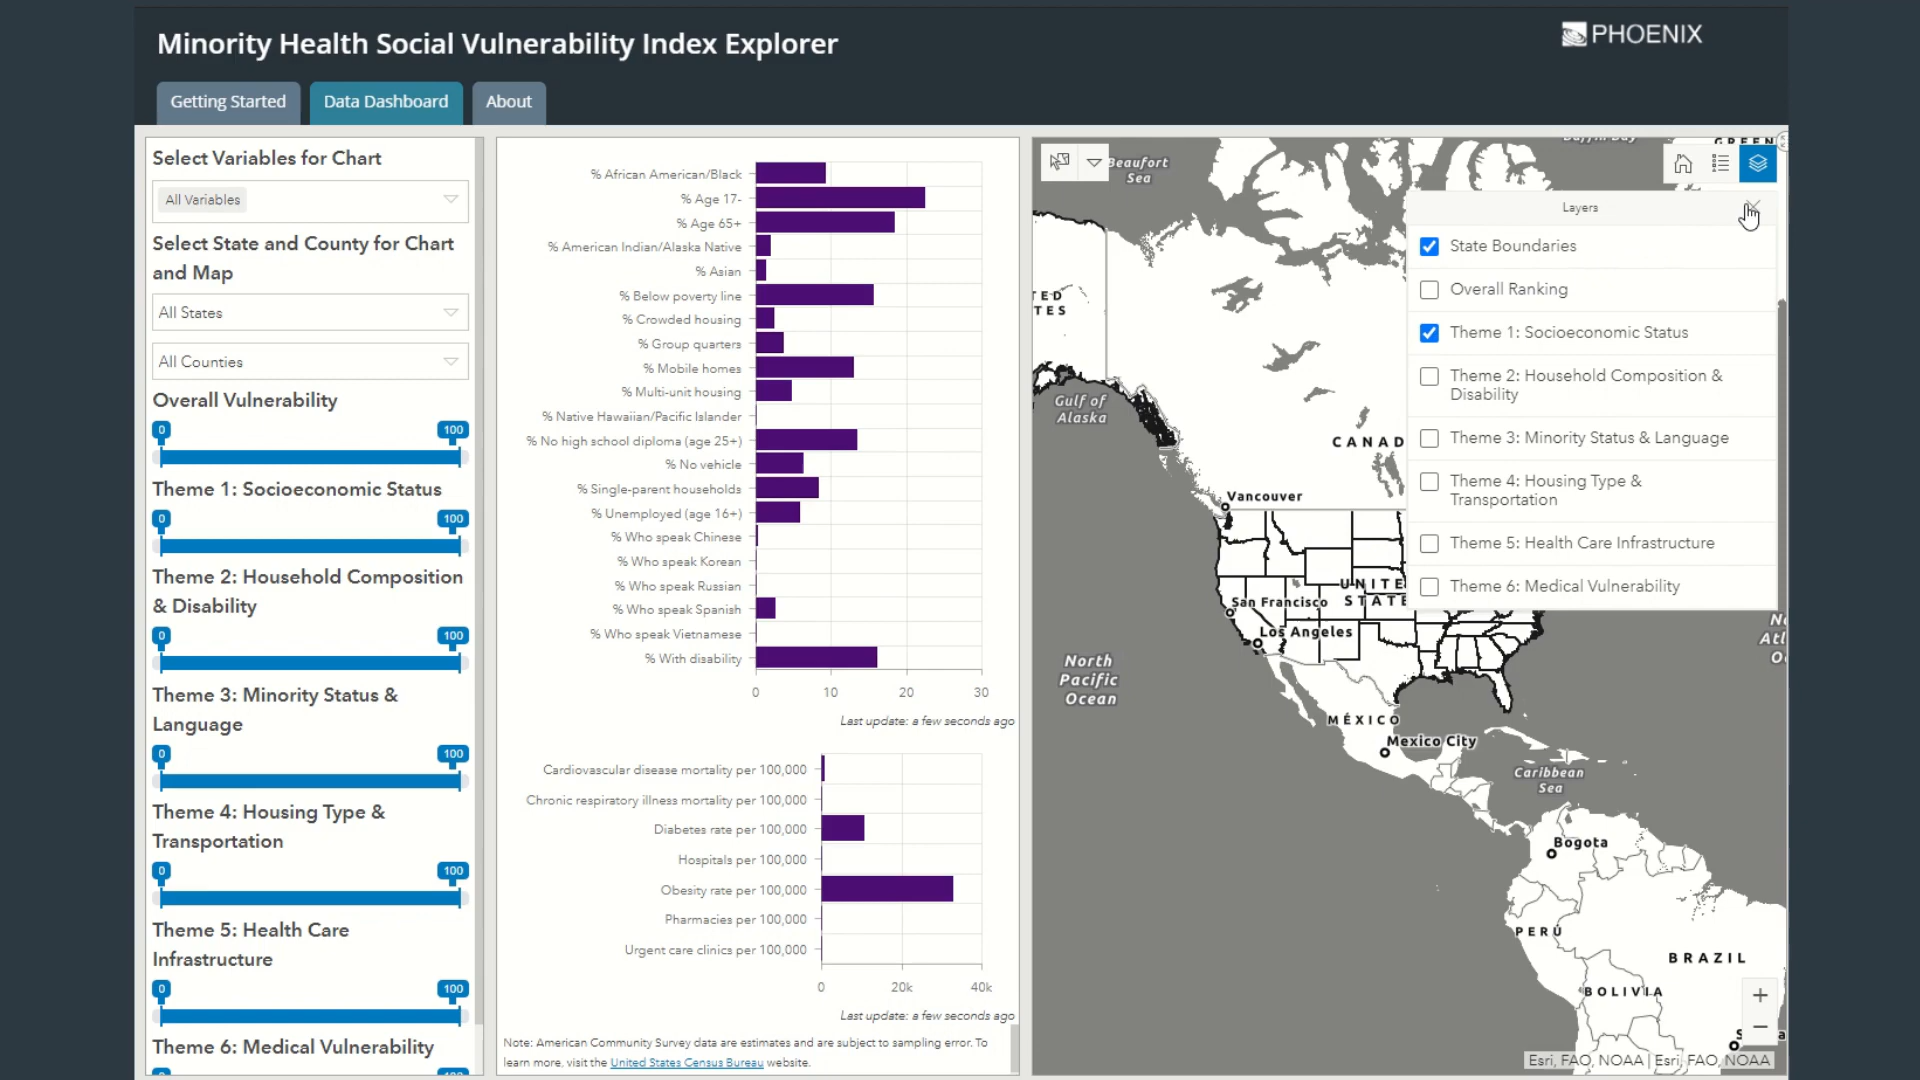 Minority Health Social Vulnerability Index Explorer
PHOENIX
Getting Started
Data Dashboard
About
Select Variables for Chart
All Variables
Select State and County for Chart
and Map
All States
All Counties
Overall Vulnerability
0
100
Theme 1: Socioeconomic Status
0
100
Theme 2: Household Composition
& Disability
0
100
Theme 3: Minority Status &
Language
0
100
Theme 4: Housing Type &
Transportation
0
100
Theme 5: Health Care
Infrastructure
0
100
Theme 6: Medical Vulnerability
% African American/Black
% Age 17-
% Age 65+
% American Indian/Alaska Native
% Asian
% Below poverty line
% Crowded housing
% Group quarters
% Mobile homes
% Multi-unit housing
% Native Hawaiian/Pacific Islander
% No high school diploma (age 25+)
% No vehicle
% Single-parent households
% Unemployed (age 16+)
% Who speak Chinese
% Who speak Korean
% Who speak Russian
% Who speak Spanish
% Who speak Vietnamese
% With disability
0
10
20
30
Last update: a few seconds ago
Cardiovascular disease mortality per 100,000
Chronic respiratory illness mortality per 100,000
Diabetes rate per 100,000
Hospitals per 100,000
Obesity rate per 100,000
Pharmacies per 100,000
Urgent care clinics per 100,000
0
20k
40k
Last update: a few seconds ago
Note: American Community Survey data are estimates and are subject to sampling error. To
learn more, visit the United States Census Bureau website.
Beaufort
Sea
GREEN
Layers
State Boundaries
Overall Ranking
Theme 1: Socioeconomic Status
Theme 2: Household Composition &
Disability
Theme 3: Minority Status & Language
Theme 4: Housing Type &
Transportation
Theme 5: Health Care Infrastructure
Theme 6: Medical Vulnerability
TED
TES
Gulf of
Alaska
CANAD
Vancouver
UNITE
STATE
San Francisco
Los Angeles
North
Pacific
Ocean
MÉXICO
Mexico City
Caribbean
Sea
Bogota
PERÚ
BRAZIL
BOLIVIA
Esri, FAO, NOAA | Esri, FAO, NOAA